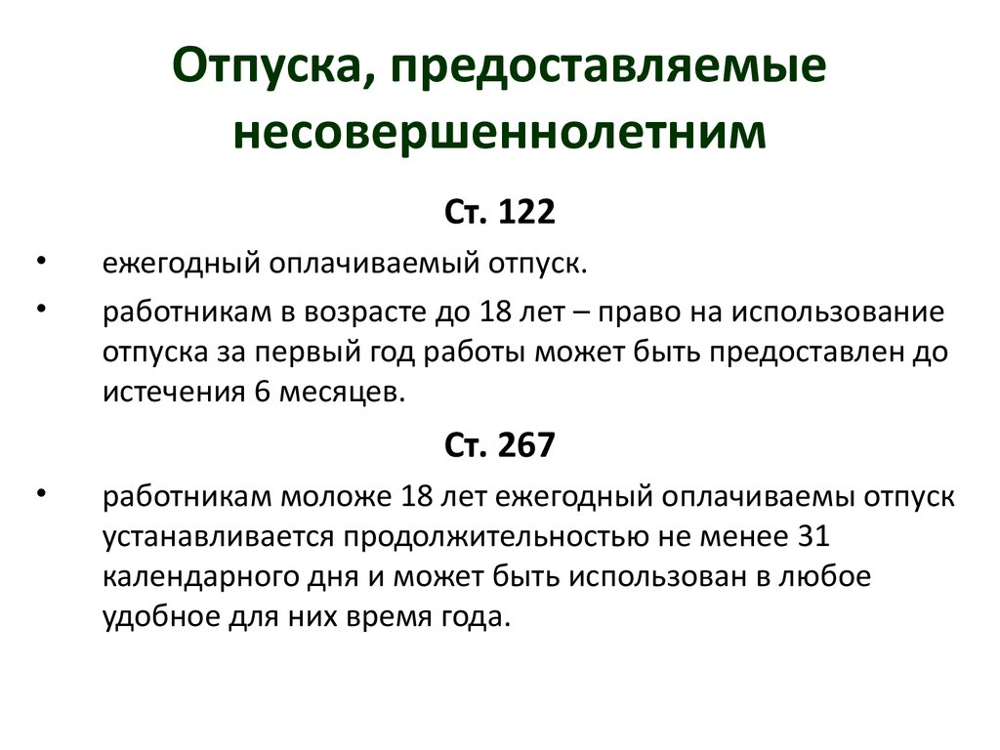 Отпуска, предоставляемые
несовершеннолетним
Ст. 122
• ежегодный оплачиваемый отпуск.
• работникам в возрасте до 18 лет – право на использование
отпуска за первый год работы может быть предоставлен до
истечения 6 месяцев.
Ст. 267
• работникам моложе 18 лет ежегодный оплачиваемы отпуск
устанавливается продолжительностью не менее 31
календарного дня и может быть использован в любое
удобное для них время года.